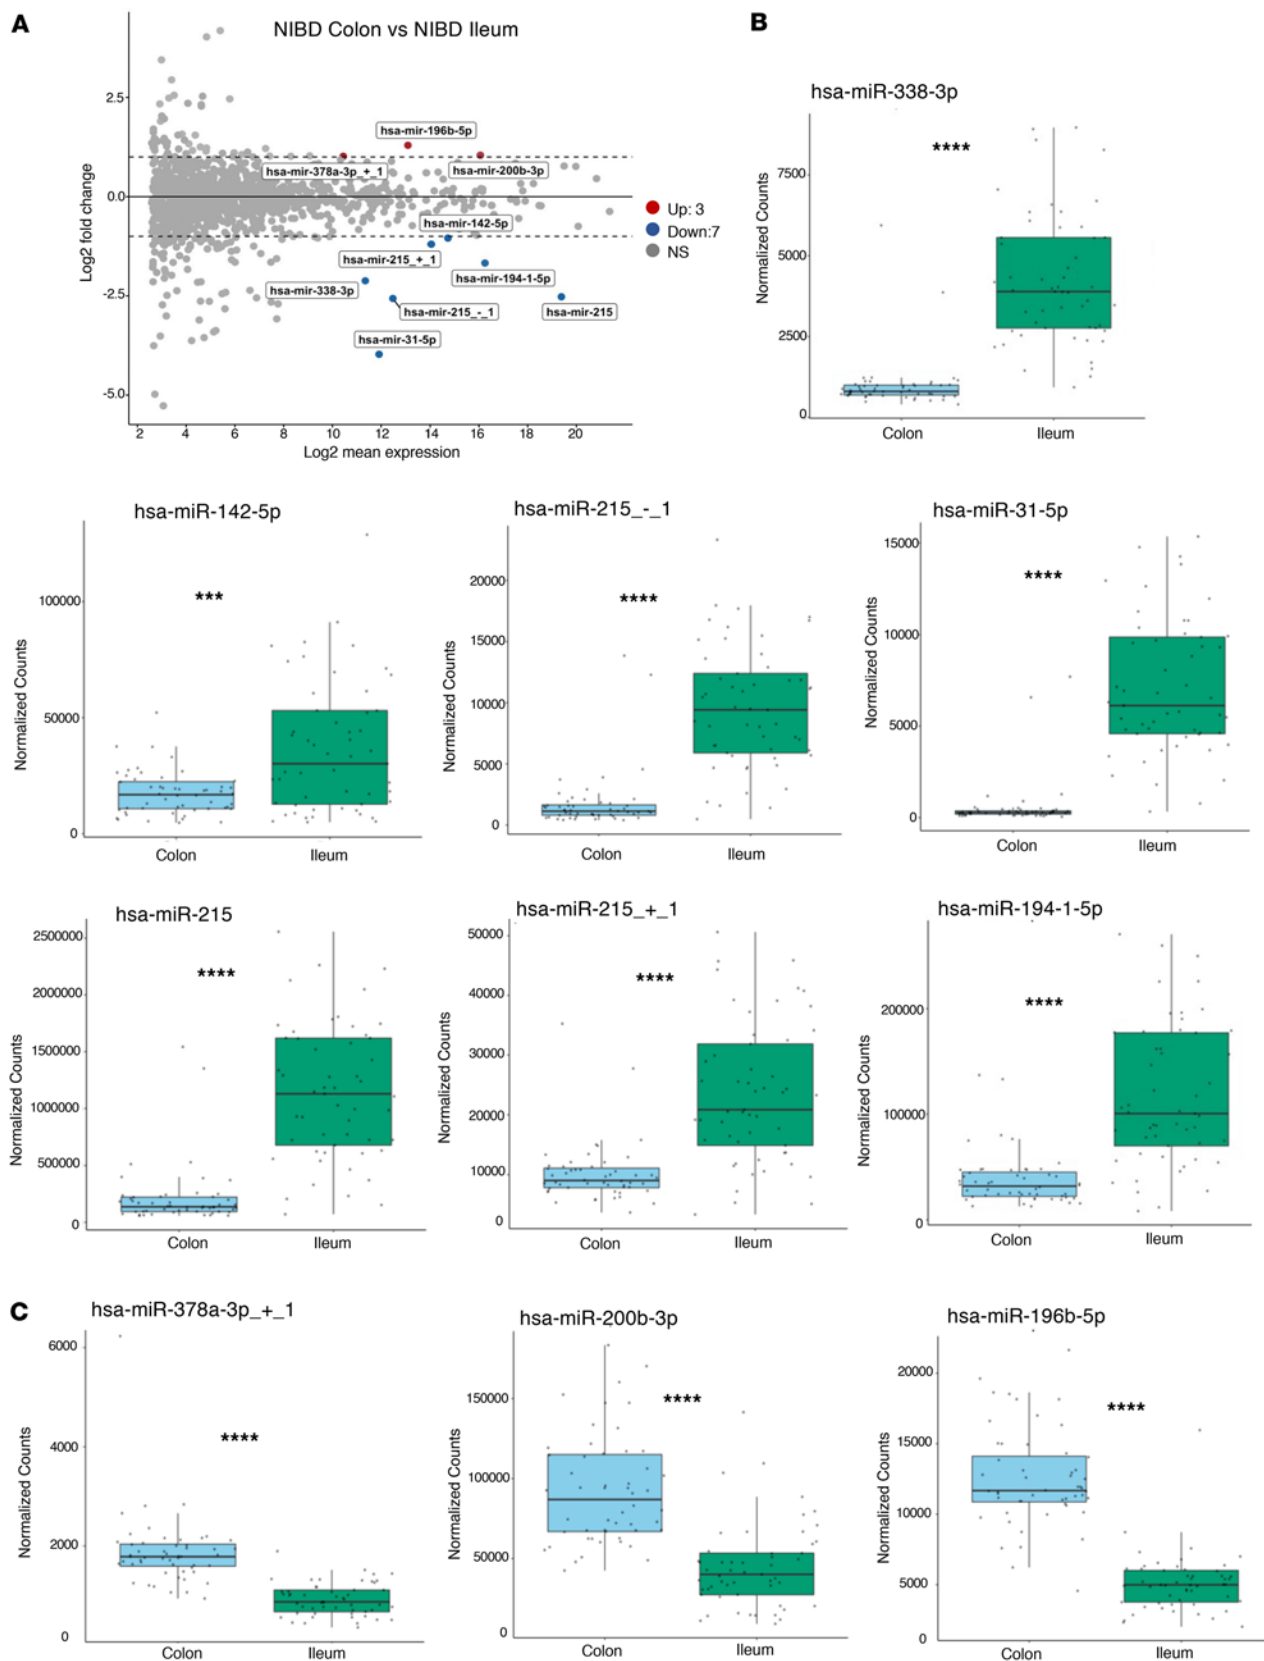 A
NIBD Colon vs NIBD Ileum
Log2 fold change
2.5
0.0
-2.5
-5.0
hsa-mir-196b-5p
hsa-mir-378a-3p_+_1
hsa-mir-200b-3p
hsa-mir-142-5p
hsa-mir-215_+_1
hsa-mir-194-1-5p
hsa-mir-338-3p
hsa-mir-215_-_1
hsa-mir-215
hsa-mir-31-5p
2 4 6 8 10 12 14 16 18 20
Log2 mean expression
Up: 3
Down:7
NS
B
hsa-miR-338-3p
****
Normalized Counts
7500
5000
2500
0
Colon Ileum
hsa-miR-142-5p
***
Normalized Counts
100000
50000
0
Colon Ileum
hsa-miR-215_-_1
****
Normalized Counts
20000
15000
10000
5000
0
Colon Ileum
hsa-miR-31-5p
****
Normalized Counts
15000
10000
5000
0
Colon Ileum
hsa-miR-215
****
Normalized Counts
2500000
2000000
1500000
1000000
500000
0
Colon Ileum
hsa-miR-215_+_1
****
Normalized Counts
50000
40000
30000
20000
10000
0
Colon Ileum
hsa-miR-194-1-5p
****
Normalized Counts
200000
100000
0
Colon Ileum
C
hsa-miR-378a-3p_+_1
****
Normalized Counts
6000
4000
2000
0
Colon Ileum
hsa-miR-200b-3p
****
Normalized Counts
150000
100000
50000
0
Colon Ileum
hsa-miR-196b-5p
****
Normalized Counts
20000
15000
10000
5000
0
Colon Ileum